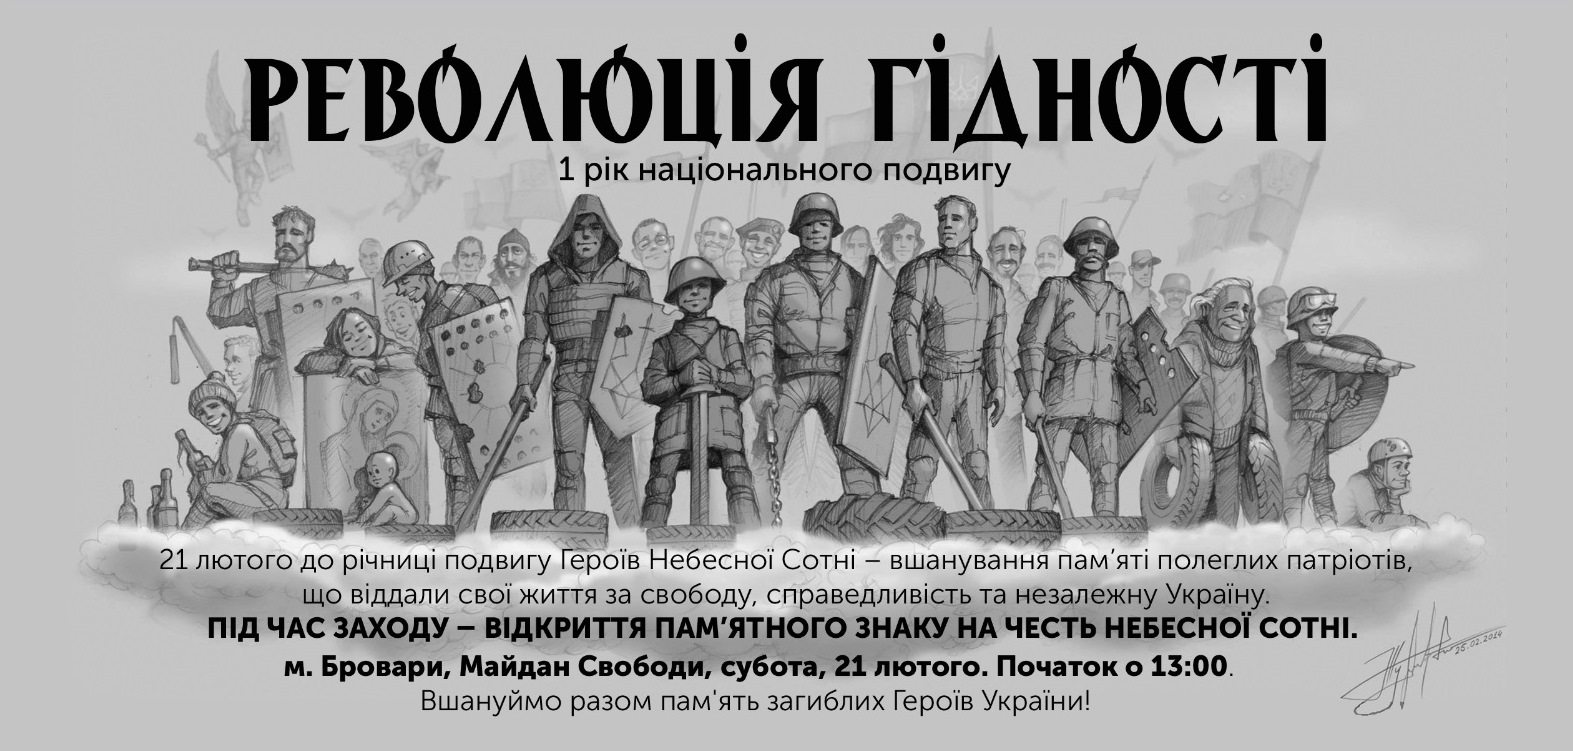 РЕВОЛЮЦІЯ ГІДНОСТІ
1 рік національного подвигу
21 лютого до річниці подвигу Героїв Небесної Сотні – вшанування пам’яті полеглих патріотів,
що віддали свої життя за свободу, справедливість та незалежну Україну.
ПІД ЧАС ЗАХОДУ – ВІДКРИТТЯ ПАМ’ЯТНОГО ЗНАКУ НА ЧЕСТЬ НЕБЕСНОЇ СОТНІ.
м. Бровари, Майдан Свободи, субота, 21 лютого. Початок о 13:00.
Вшануймо разом пам'ять загиблих Героїв України!
25.02.2014